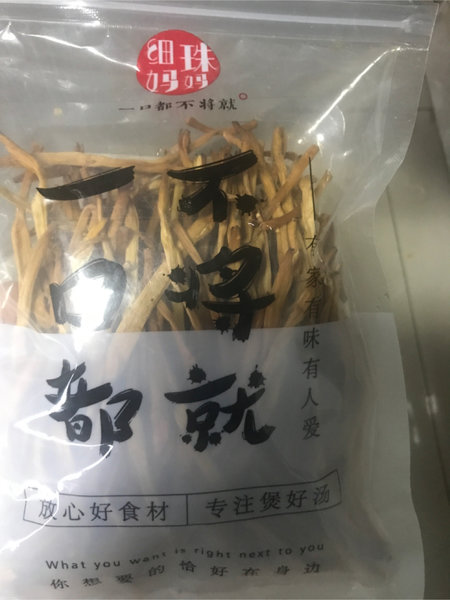 细珠
妈妈
一口都不将就。
一口都
不将就
有家有味有人爱
放心好食材 专注煲好汤
What you want is right next to you
你想要的恰好在身边